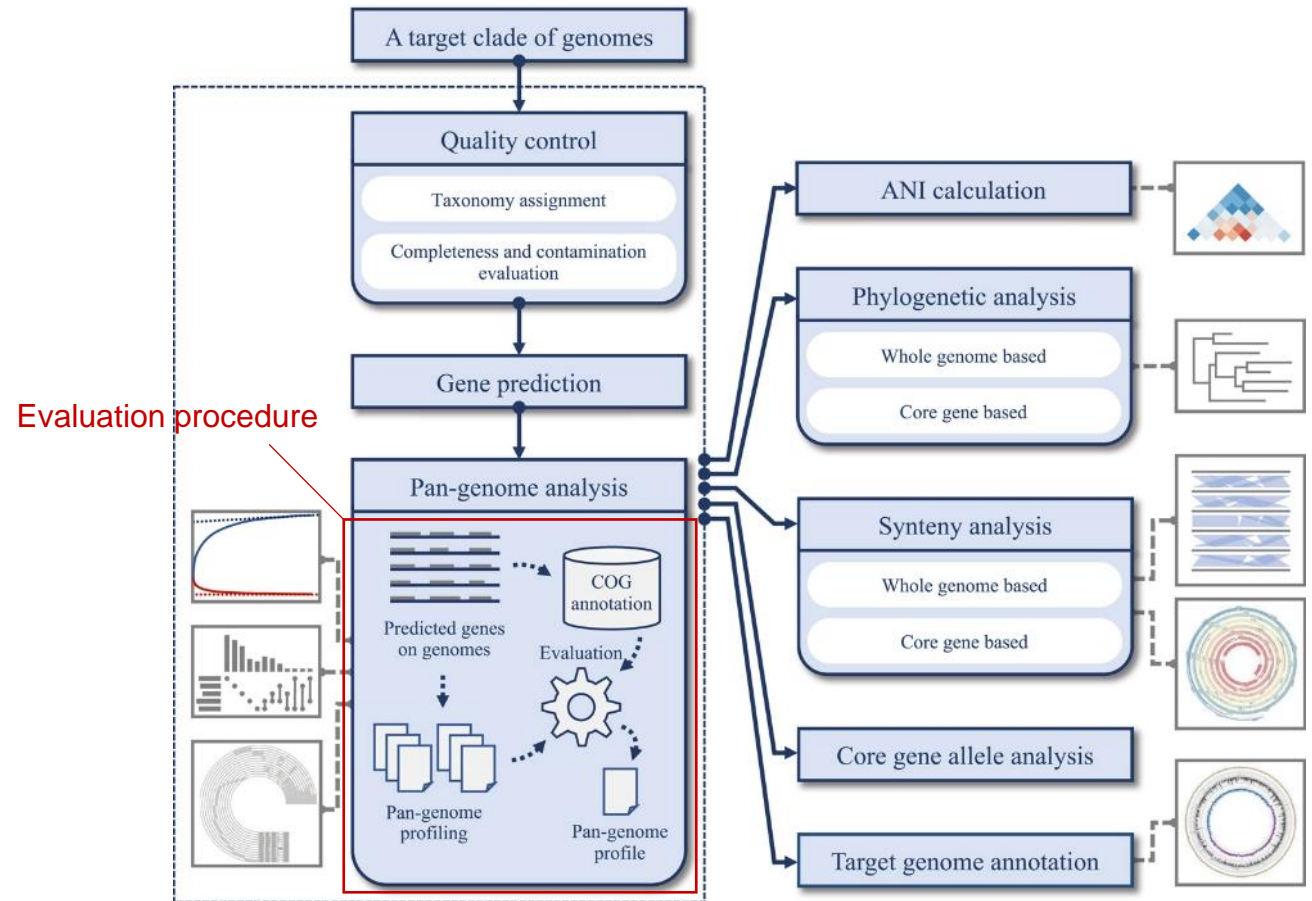 A target clade of genomes
Quality control
Taxonomy assignment
Completeness and contamination
evaluation
Gene prediction
Evaluation procedure
Pan-genome analysis
COG
annotation
Predicted genes
on genomes
Evaluation
Pan-genome
profiling
Pan-genome
profile
ANI calculation
Phylogenetic analysis
Whole genome based
Core gene based
Synteny analysis
Whole genome based
Core gene based
Core gene allele analysis
Target genome annotation